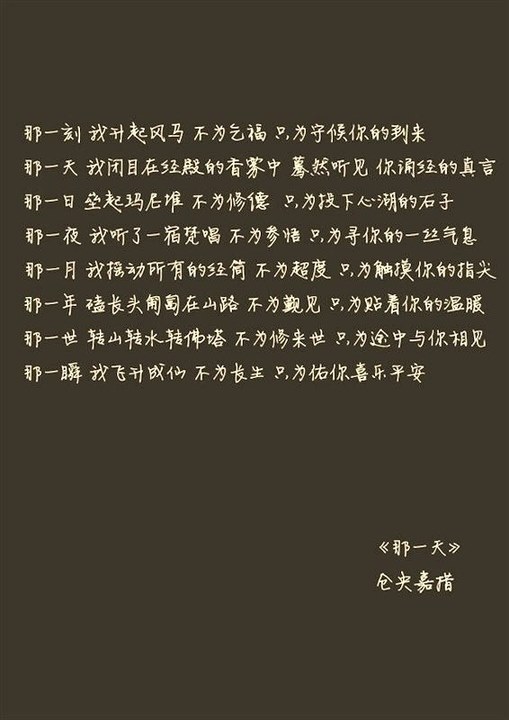 那一刻 我升起风马 不为乞福 只为守候你的到来
那一天 我闭目在经殿的香雾中 蓦然听见 你诵经的真言
那一日 垒起玛尼堆 不为修德 只为投下心湖的石子
那一夜 我听了一宿梵唱 不为参悟 只为寻你的一丝气息
那一月 我摇动所有的经筒 不为超度 只为触摸你的指尖
那一年 磕长头匍匐在山路 不为觐见 只为贴着你的温暖
那一世 转山转水转佛塔 不为修来世 只为途中与你相见
那一瞬 我飞升成仙 不为长生 只为佑你喜乐平安
《那一天》
仓央嘉措